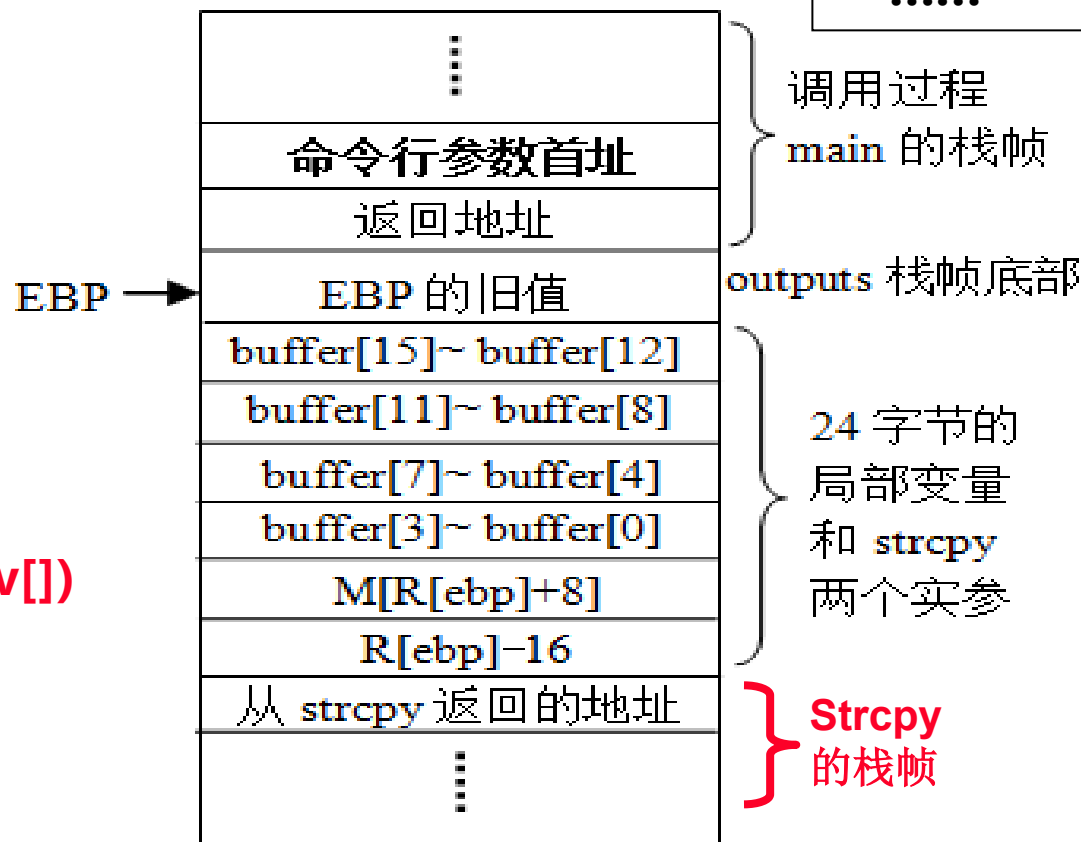 ......
调用过程
main 的栈帧
命令行参数首址
返回地址
EBP
EBP 的旧值
outputs 栈帧底部
buffer[15]~ buffer[12]
buffer[11]~ buffer[8]
buffer[7]~ buffer[4]
buffer[3]~ buffer[0]
M[R[ebp]+8]
R[ebp]−16
24 字节的
局部变量
和 strcpy
两个实参
v[])
从 strcpy 返回的地址
Strcpy
的栈帧